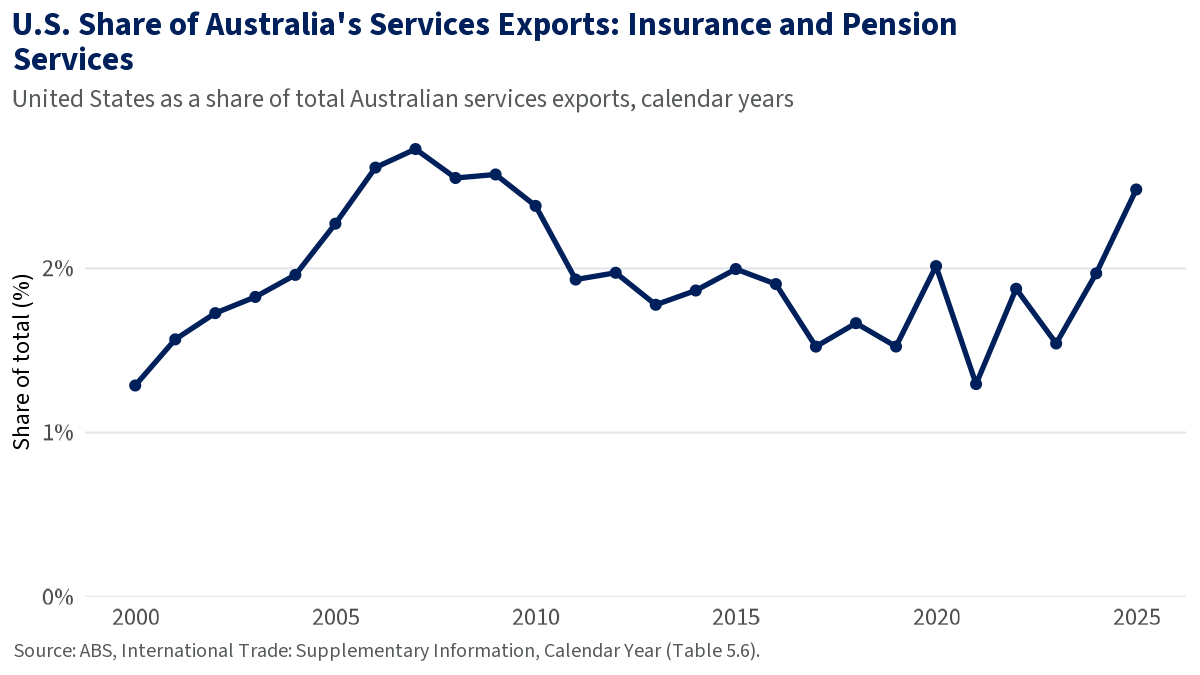 U.S. Share of Australia's Services Exports: Insurance and Pension
Services
United States as a share of total Australian services exports, calendar years
Share of total (%)
2%
1%
0%
2000
2005
2010
2015
2020
2025
Source: ABS, International Trade: Supplementary Information, Calendar Year (Table 5.6).